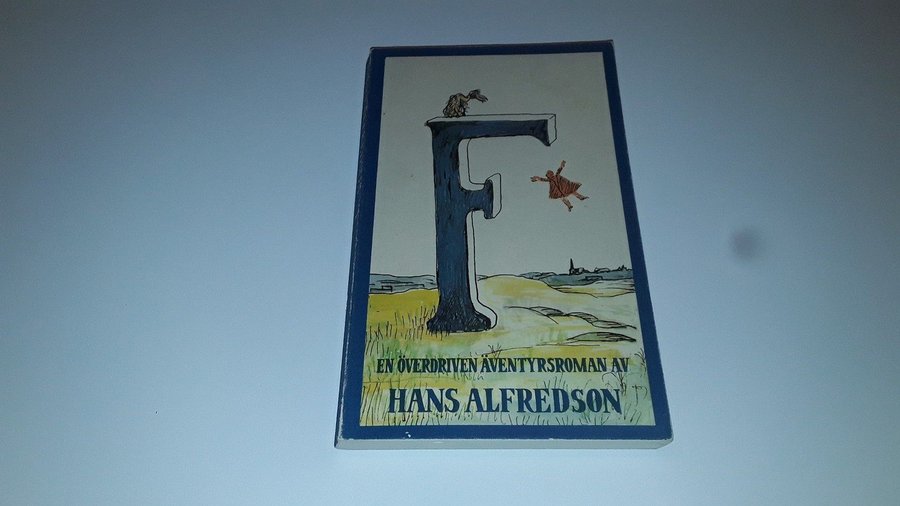 F
EN ÖVERDRIVEN ÄVENTYRSROMAN AV
HANS ALFREDSON